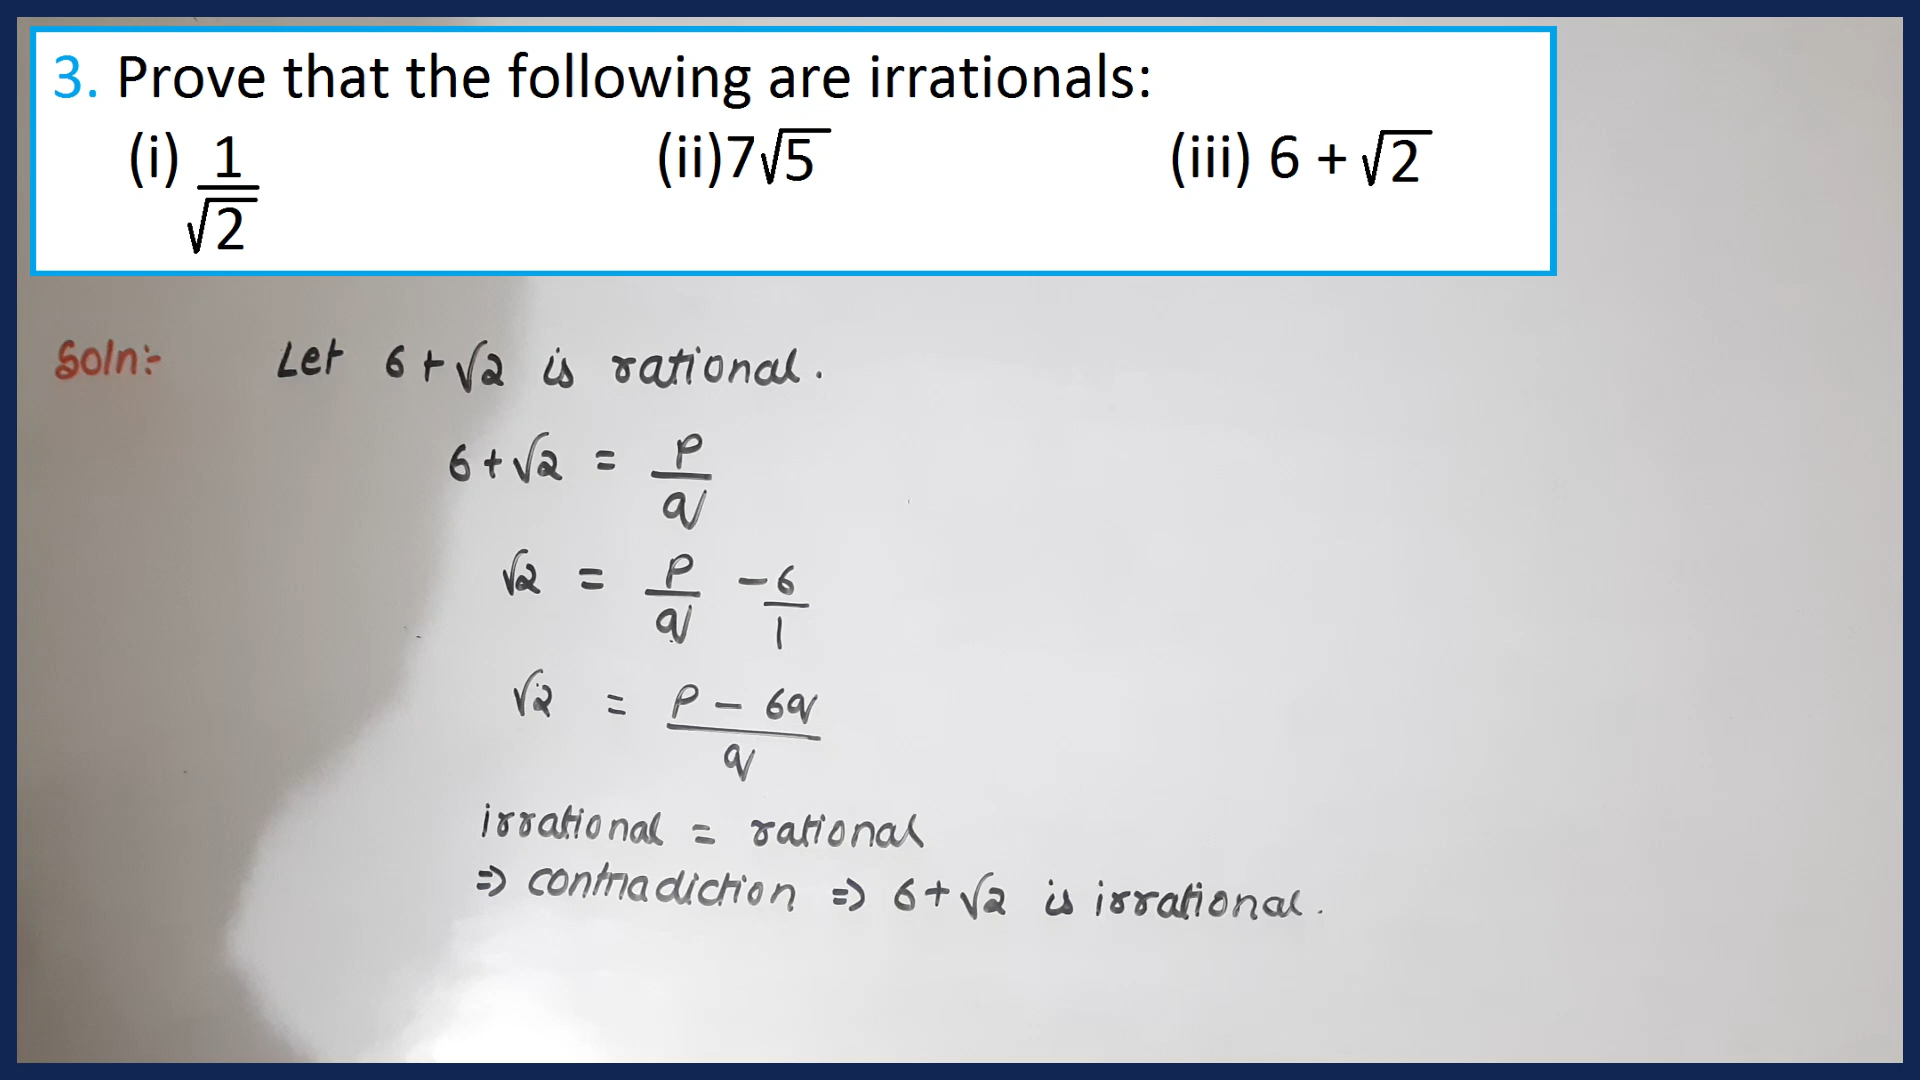 3. Prove that the following are irrationals:
(i) 1/√2 (ii)7√5 (iii) 6 + √2
Soln:- Let 6+√2 is rational.
6+√2 = p/q
√2 = p/q - 6/1
√2 = p - 6q/q
irrational = rational
⇒ contradiction ⇒ 6+√2 is irrational.